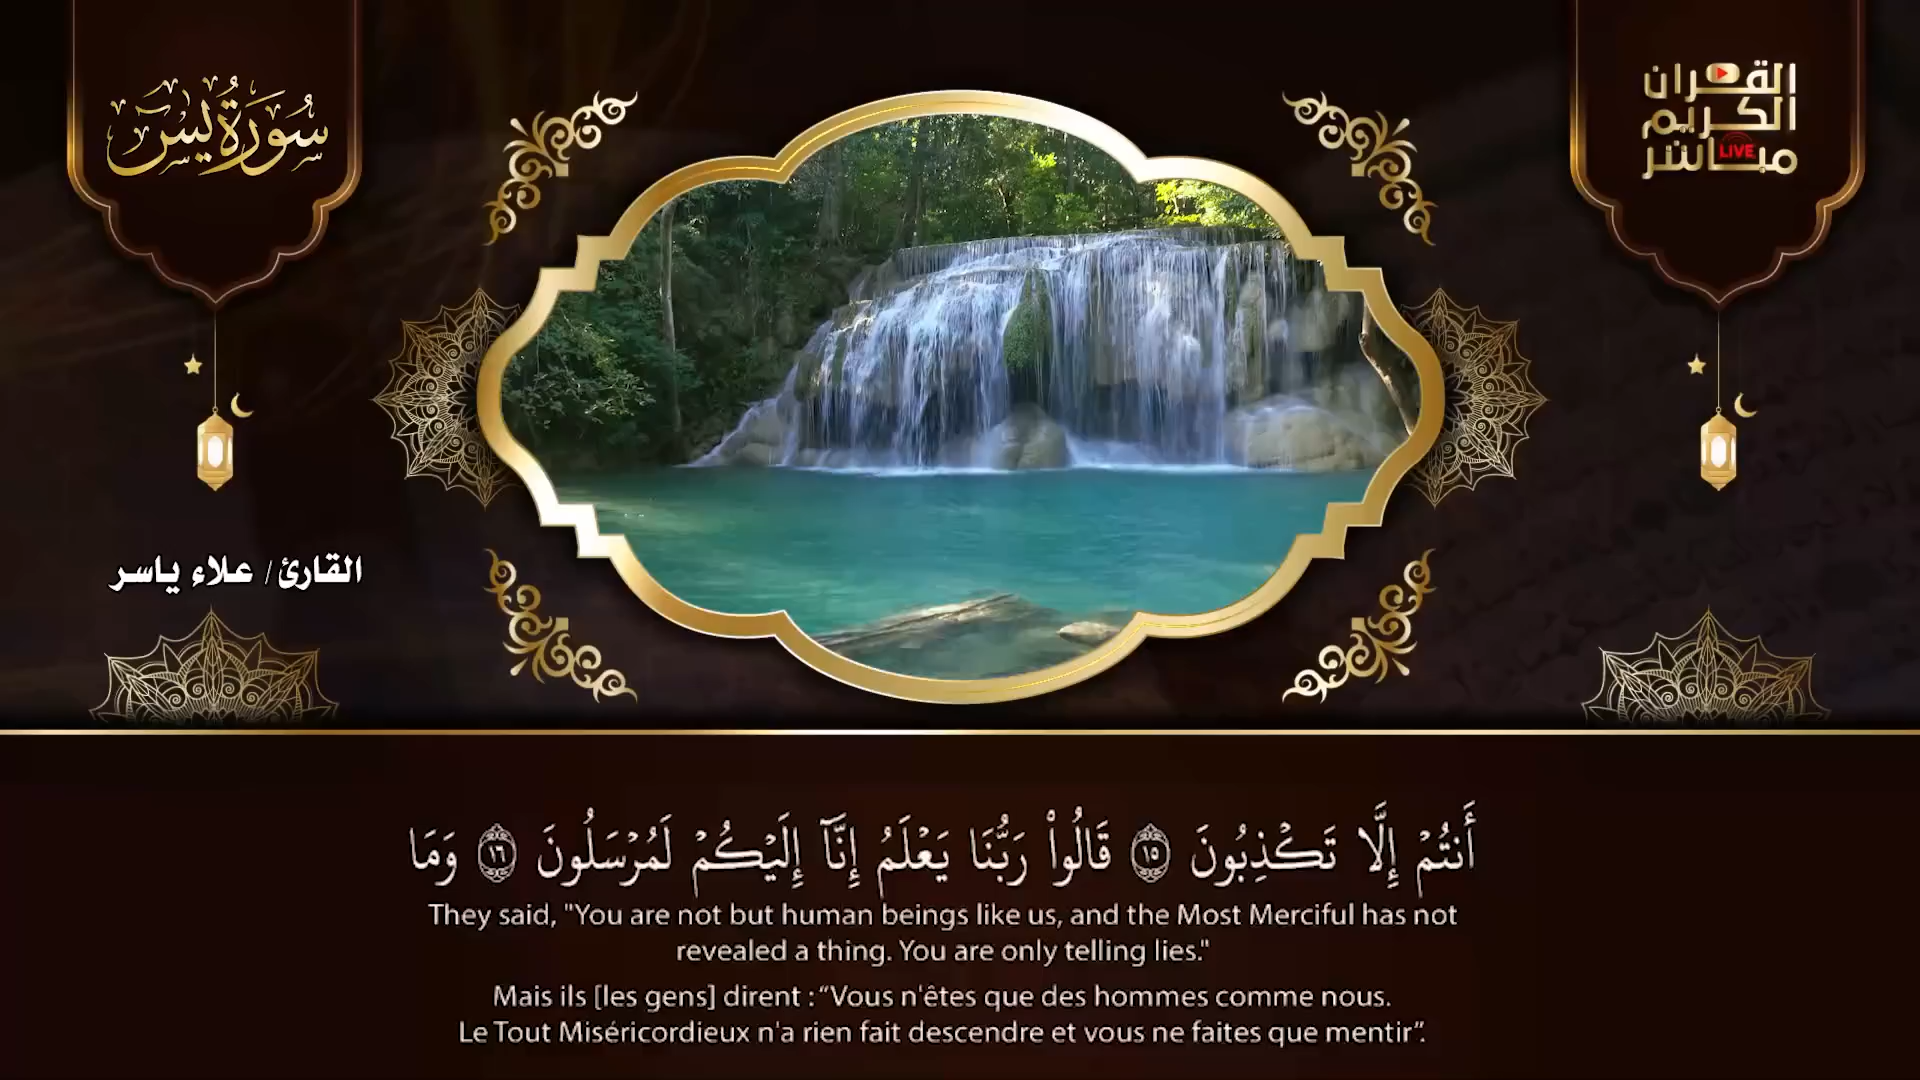 سُورَةُ يسٓ
القرآن
الكريم
مباشر
LIVE
القارئ / علاء ياسر
أَنتُمۡ إِلَّا تَكۡذِبُونَ ١٥ قَالُواْ رَبُّنَا يَعۡلَمُ إِنَّآ إِلَيۡكُمۡ لَمُرۡسَلُونَ ١٦ وَمَا
They said, "You are not but human beings like us, and the Most Merciful has not
revealed a thing. You are only telling lies."
Mais ils [les gens] dirent : “Vous n'êtes que des hommes comme nous.
Le Tout Miséricordieux n'a rien fait descendre et vous ne faites que mentir”.